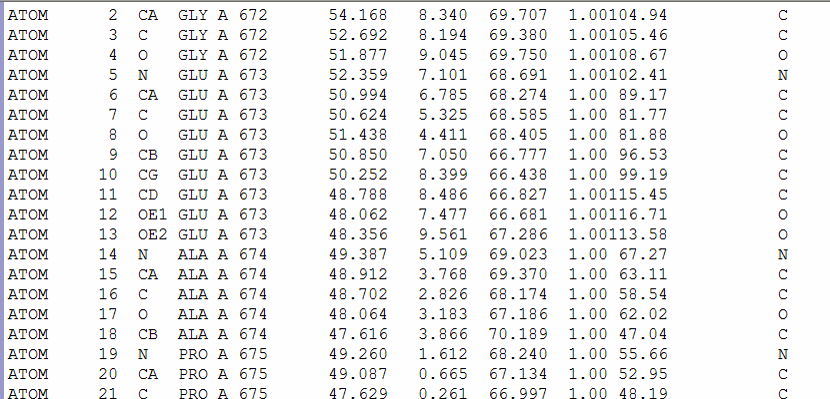 ATOM      2  CA  GLY A 672      54.168   8.340  69.707  1.00104.94           C
ATOM      3  C   GLY A 672      52.692   8.194  69.380  1.00105.46           C
ATOM      4  O   GLY A 672      51.877   9.045  69.750  1.00108.67           O
ATOM      5  N   GLU A 673      52.359   7.101  68.691  1.00102.41           N
ATOM      6  CA  GLU A 673      50.994   6.785  68.274  1.00 89.17           C
ATOM      7  C   GLU A 673      50.624   5.325  68.585  1.00 81.77           C
ATOM      8  O   GLU A 673      51.438   4.411  68.405  1.00 81.88           O
ATOM      9  CB  GLU A 673      50.850   7.050  66.777  1.00 96.53           C
ATOM     10  CG  GLU A 673      50.252   8.399  66.438  1.00 99.19           C
ATOM     11  CD  GLU A 673      48.788   8.486  66.827  1.00115.45           C
ATOM     12  OE1 GLU A 673      48.062   7.477  66.681  1.00116.71           O
ATOM     13  OE2 GLU A 673      48.356   9.561  67.286  1.00113.58           O
ATOM     14  N   ALA A 674      49.387   5.109  69.023  1.00 67.27           N
ATOM     15  CA  ALA A 674      48.912   3.768  69.370  1.00 63.11           C
ATOM     16  C   ALA A 674      48.702   2.826  68.174  1.00 58.54           C
ATOM     17  O   ALA A 674      48.064   3.183  67.186  1.00 62.02           O
ATOM     18  CB  ALA A 674      47.616   3.866  70.189  1.00 47.04           C
ATOM     19  N   PRO A 675      49.260   1.612  68.240  1.00 55.66           N
ATOM     20  CA  PRO A 675      49.087   0.665  67.134  1.00 52.95           C
ATOM     21  C   PRO A 675      47.629   0.261  66.997  1.00 48.19           C